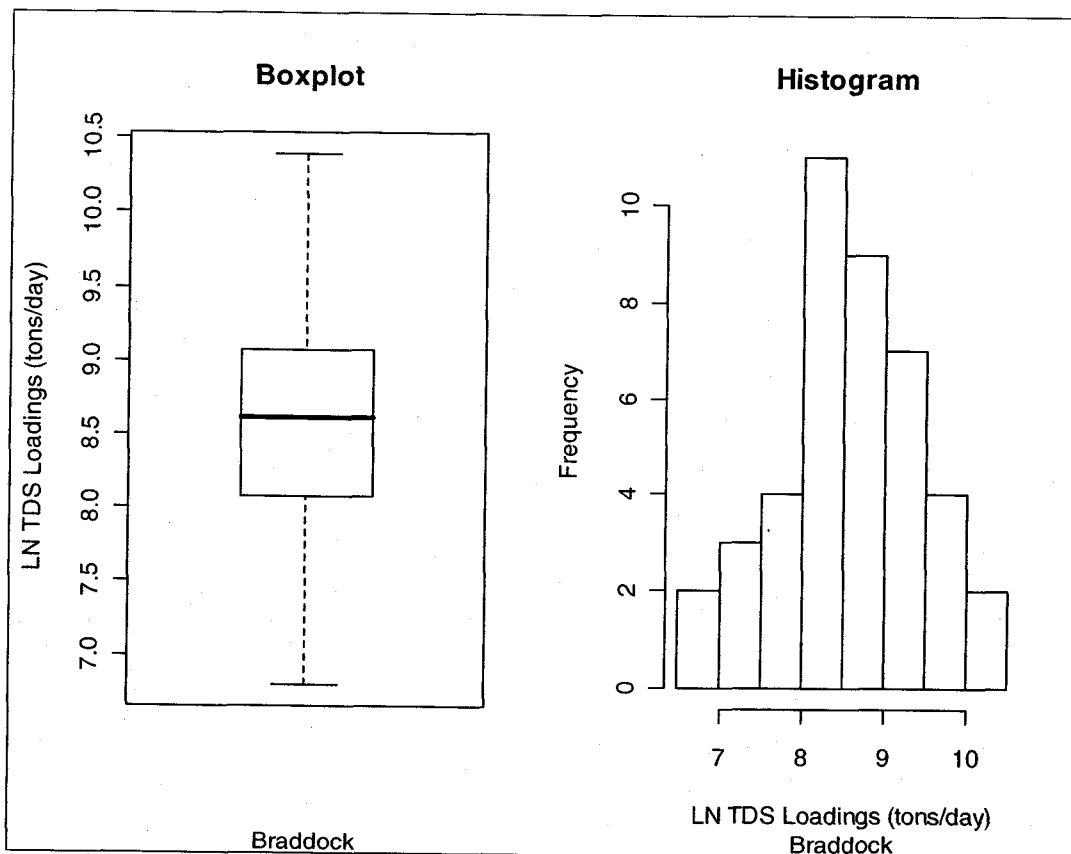 Boxplot
LN TDS Loadings (tons/day)
10.5
10.0
9.5
9.0
8.5
8.0
7.5
7.0
Braddock
Histogram
Frequency
10
8
6
4
2
0
7 8 9 10
LN TDS Loadings (tons/day)
Braddock